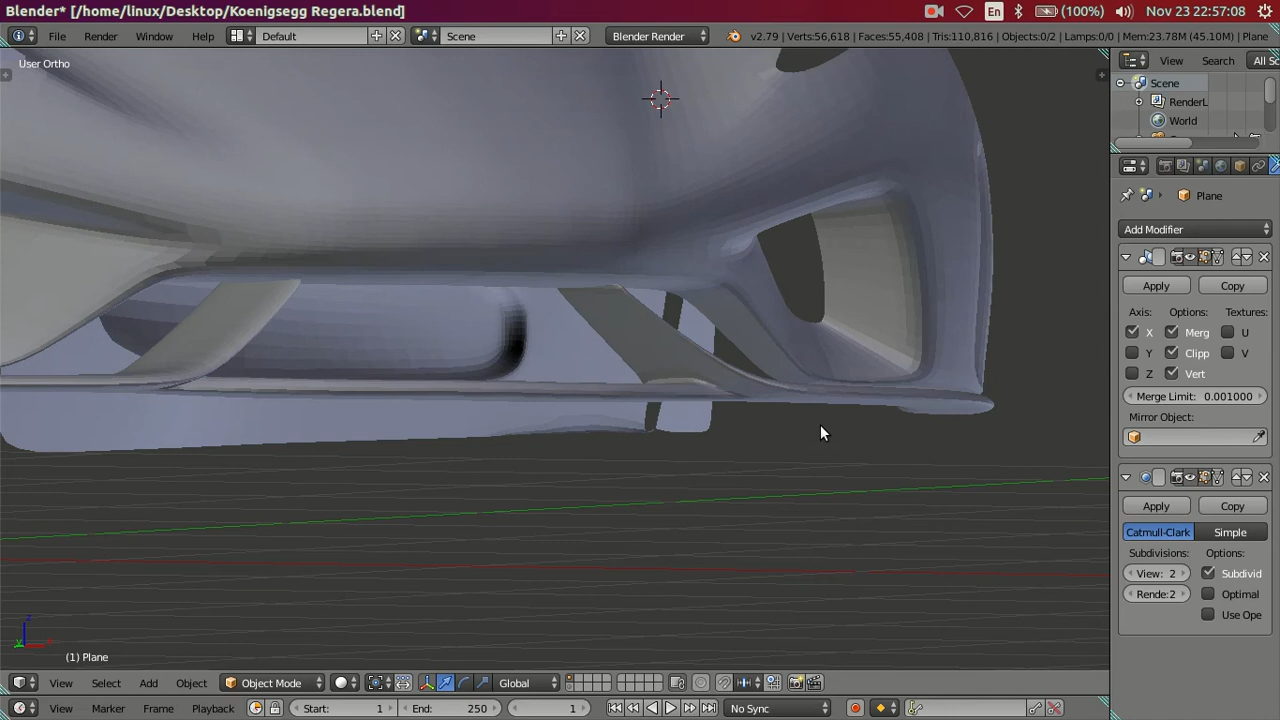 Blender* [/home/linux/Desktop/Koenigsegg Regera.blend]
En (100%) Nov 23 22:57:08
File Render Window Help Default Scene Blender Render v2.79 | Verts:56,618 | Faces:55,408 | Tris:110,816 | Objects:0/2 | Lamps:0/0 | Mem:23.78M (45.10M) | Plane
User Ortho
View Search All Sc
Scene
RenderL
World
Plane
Add Modifier
Apply Copy
Axis: Options: Textures:
X Merg U
Y Clipp V
Z Vert
Merge Limit: 0.001000
Mirror Object:
Apply Copy
Catmull-Clark Simple
Subdivisions: Options:
View: 2 Subdivid
Rende:2 Optimal
Use Ope
z
y x
(1) Plane
View Select Add Object Object Mode Global
View Marker Frame Playback Start: 1 End: 250 1 No Sync